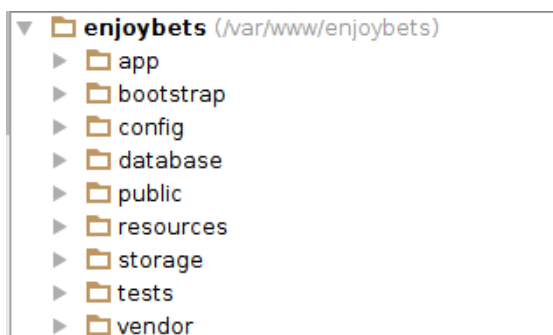 enjoybets (/var/www/enjoybets)
app
bootstrap
config
database
public
resources
storage
tests
vendor